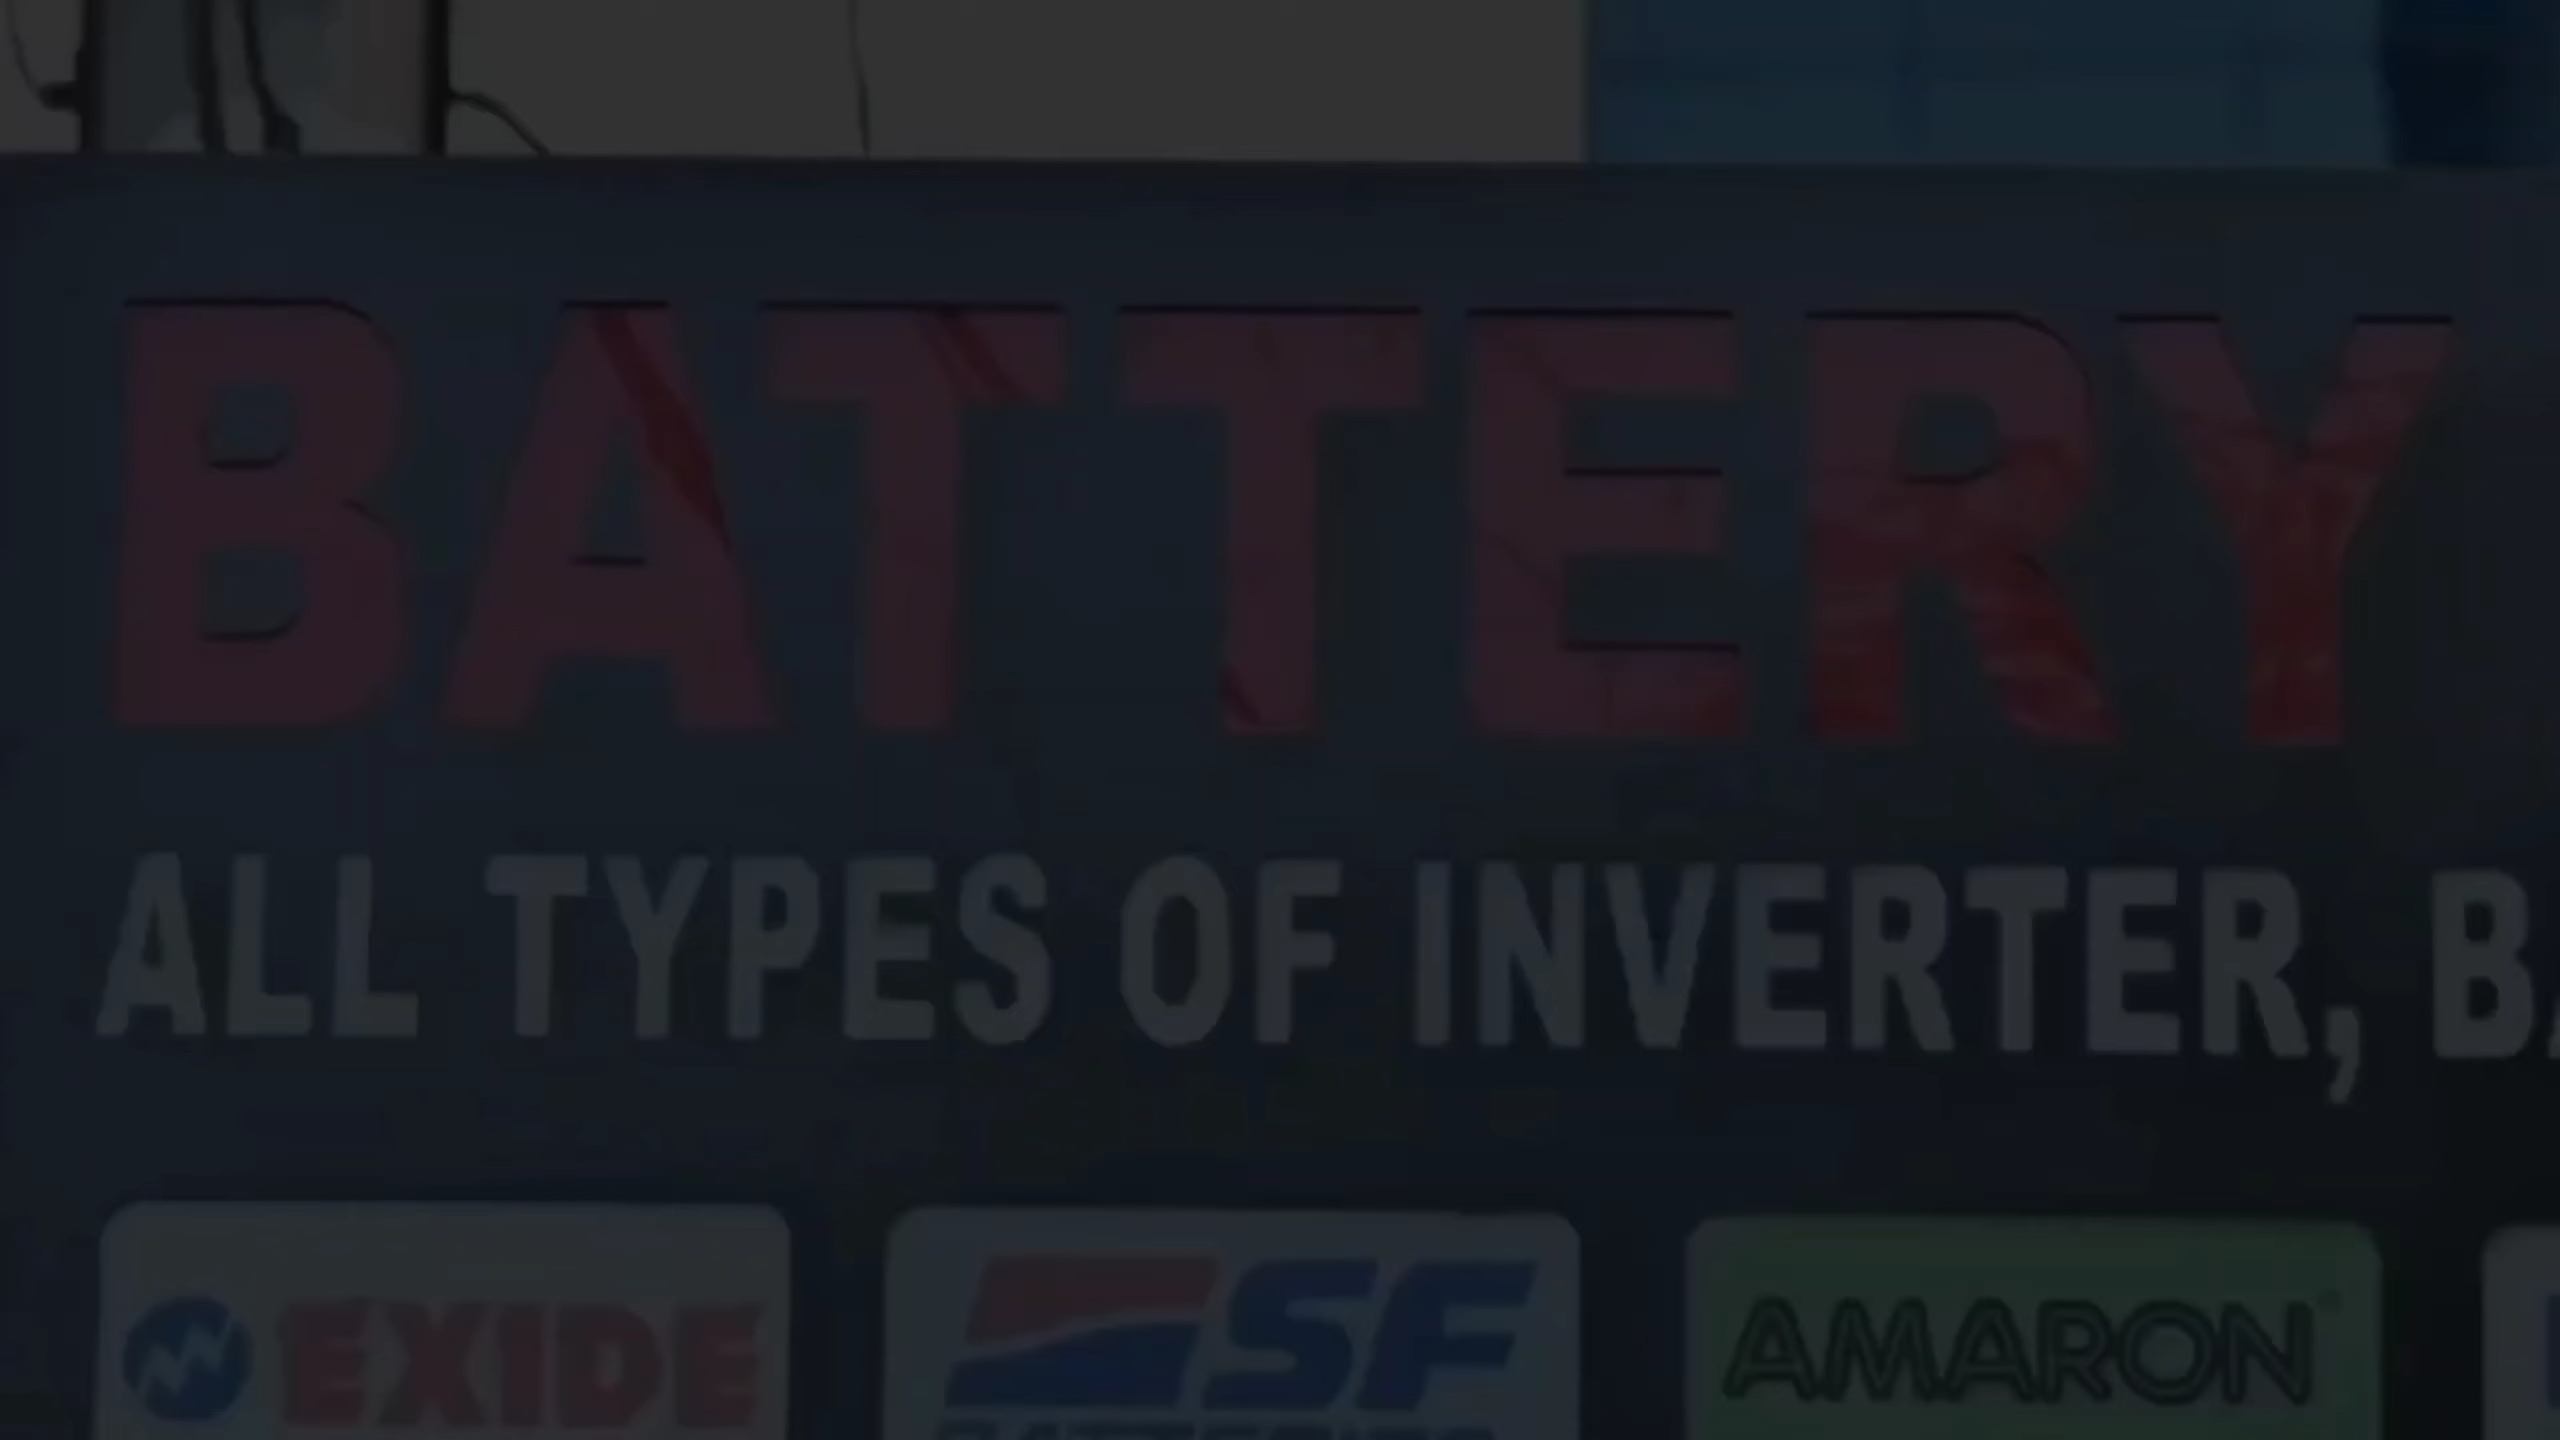 BATTERY
ALL TYPES OF INVERTER,
EXIDE SF AMARON